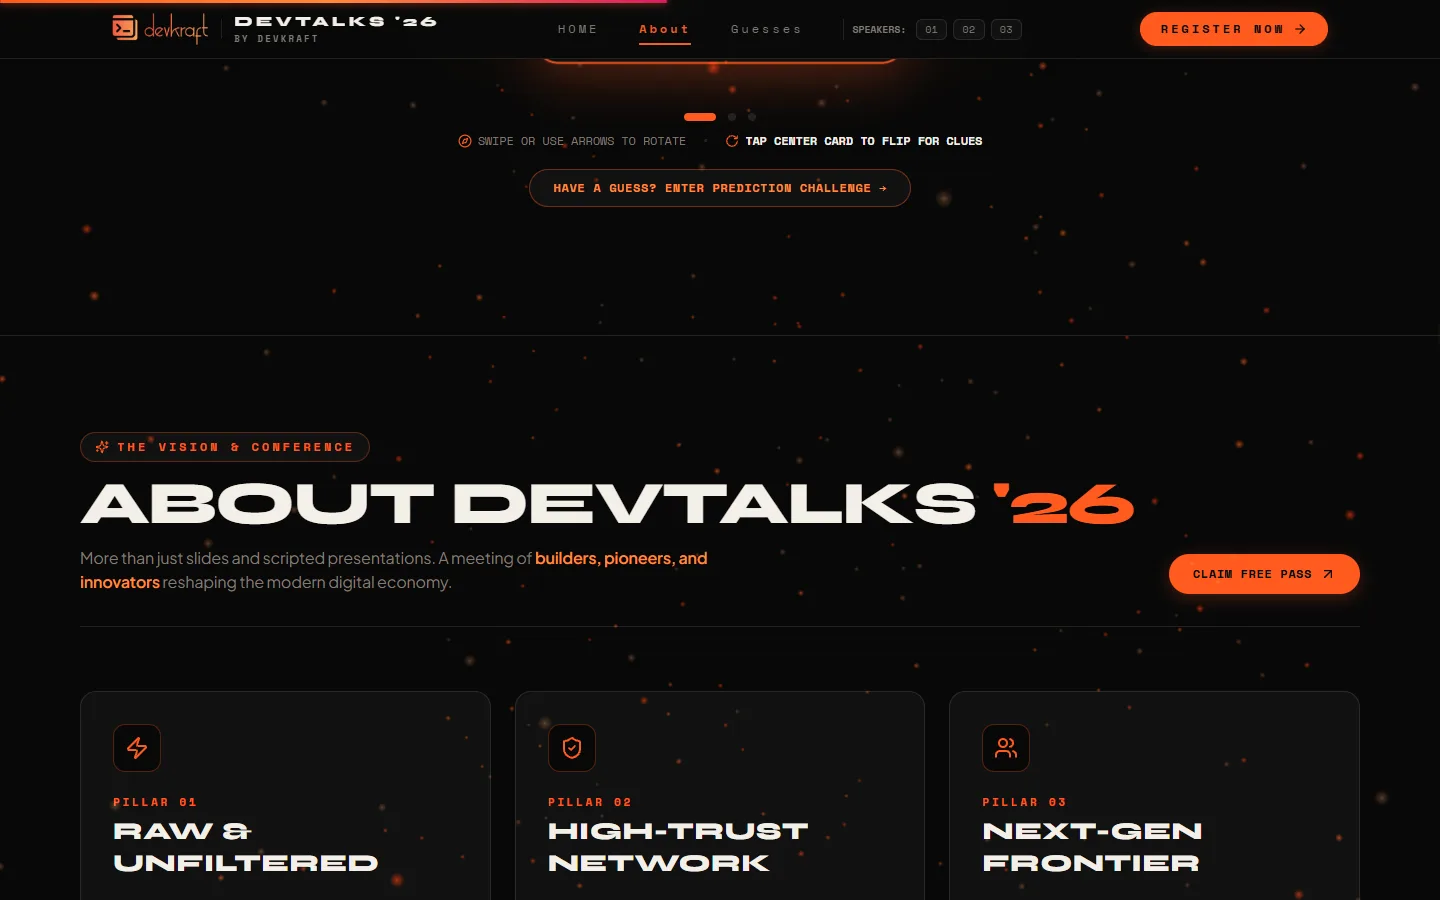 devkraft
DEVTALKS '26
BY DEVKRAFT
HOME
About
Guesses
SPEAKERS:
01
02
03
REGISTER NOW →
SWIPE OR USE ARROWS TO ROTATE
TAP CENTER CARD TO FLIP FOR CLUES
HAVE A GUESS? ENTER PREDICTION CHALLENGE →
THE VISION & CONFERENCE
ABOUT DEVTALKS '26
More than just slides and scripted presentations. A meeting of builders, pioneers, and
innovators reshaping the modern digital economy.
CLAIM FREE PASS
PILLAR 01
RAW &
UNFILTERED
PILLAR 02
HIGH-TRUST
NETWORK
PILLAR 03
NEXT-GEN
FRONTIER